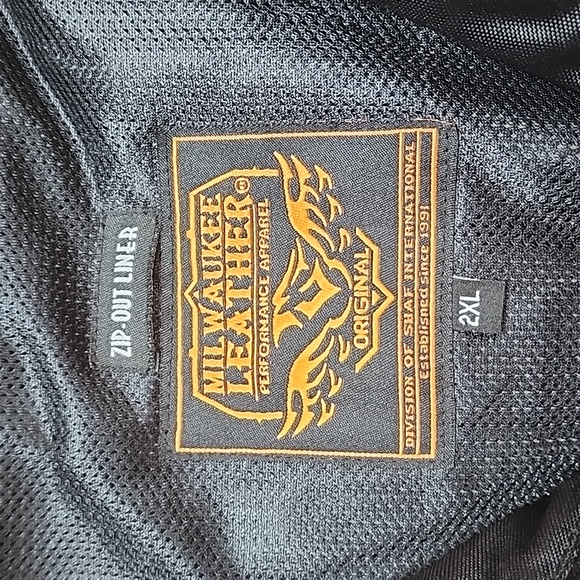 ZIP-OUT LINER
MILWAUKEE
LEATHER®
PERFORMANCE APPAREL
ORIGINAL
DIVISION OF SHAF INTERNATIONAL
Established since 1991
2XL